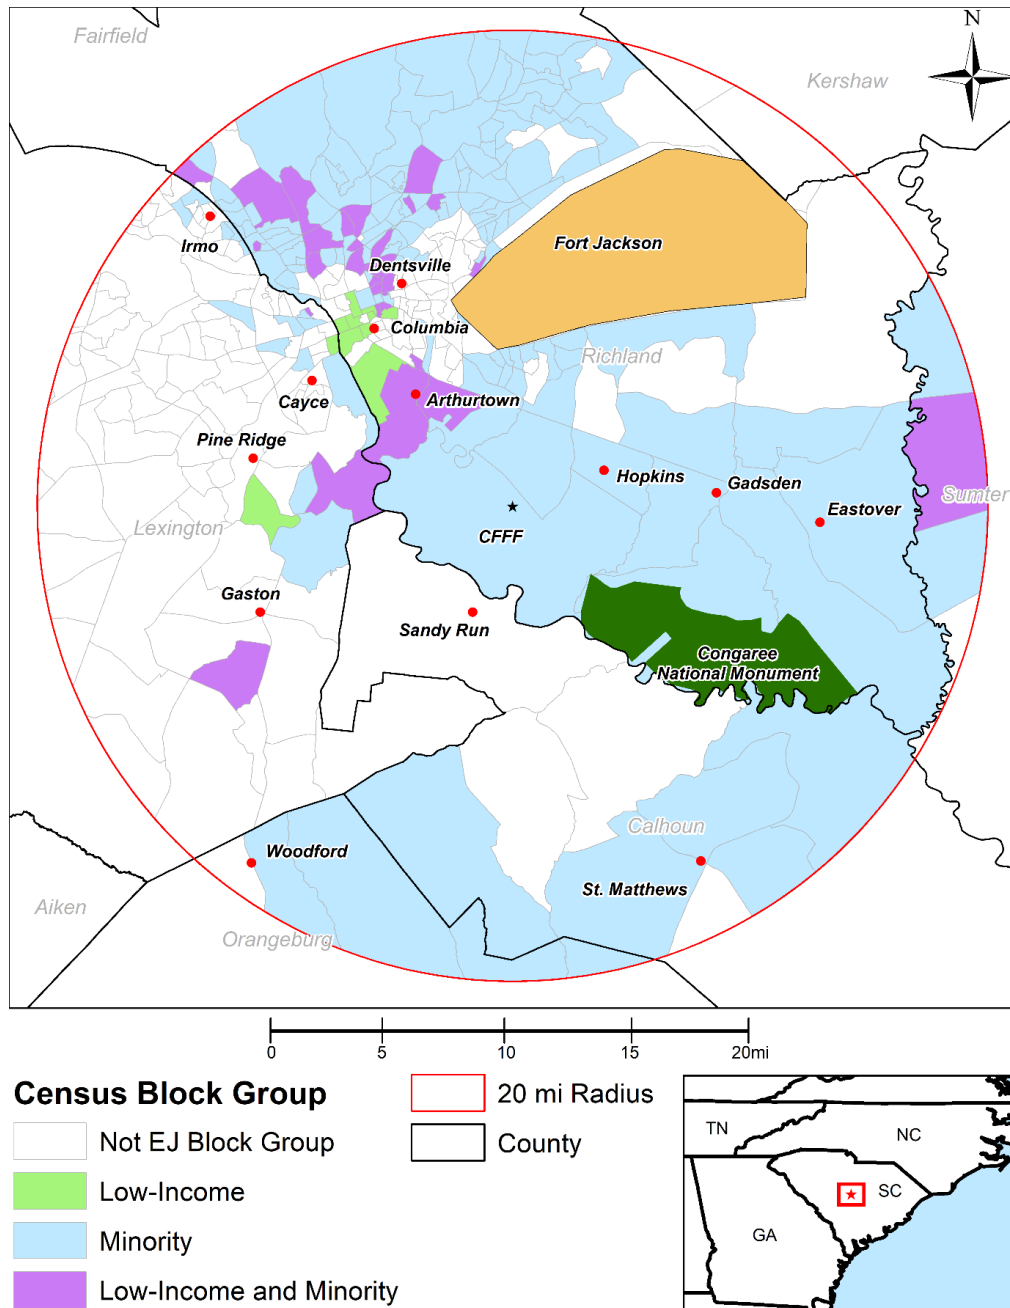 Fairfield
N
Kershaw
Fort Jackson
Irmo
Dentsville
Columbia
Richland
Cayce
Arthurtown
Pine Ridge
Hopkins
Gadsden
Sumter
Eastover
Lexington
CFFF
Gaston
Sandy Run
Congaree
National Monument
Calhoun
Woodford
St. Matthews
Aiken
Orangeburg
0 5 10 15 20mi
Census Block Group
Not EJ Block Group
Low-Income
Minority
Low-Income and Minority
20 mi Radius
County
TN
NC
SC
GA